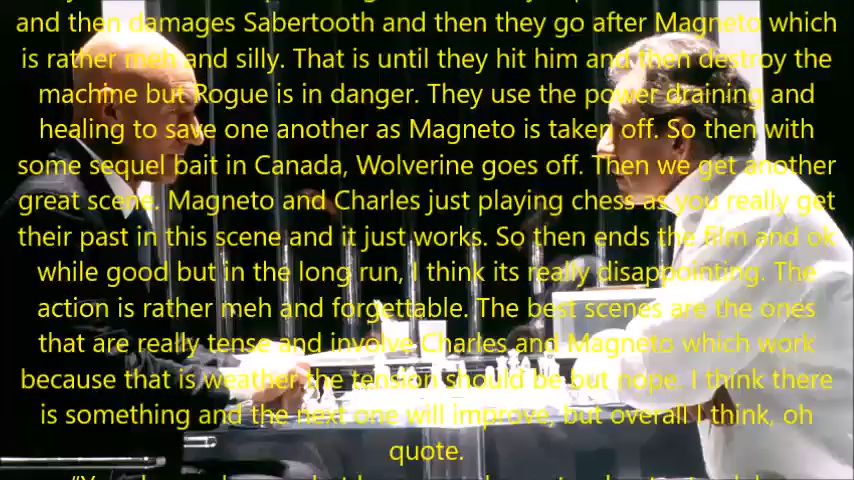 and then damages Sabertooth and then they go after Magneto which
is rather meh and silly. That is until they hit him and then destroy the
machine but Rogue is in danger. They use the power draining and
healing to save one another as Magneto is taken off. So then with
some sequel bait in Canada, Wolverine goes off. Then we get another
great scene. Magneto and Charles just playing chess as you really get
their past in this scene and it just works. So then ends the film and ok
while good but in the long run, I think its really disappointing. The
action is rather meh and forgettable. The best scenes are the ones
that are really tense and involve Charles and Magneto which work
because that is weather the tension should be but nope. I think there
is something and the next one will improve, but overall I think, oh
quote.